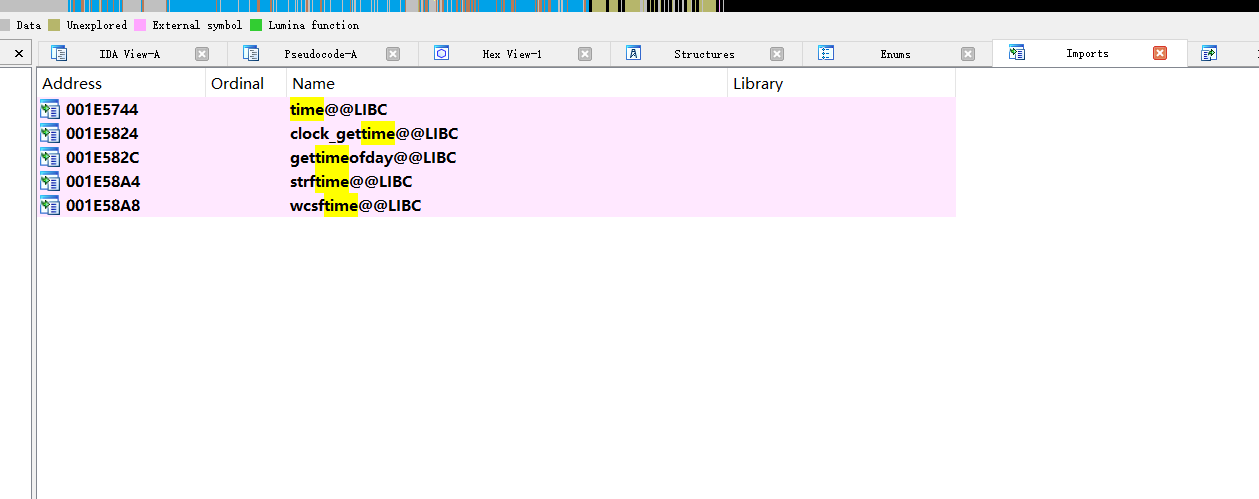 Data Unexplored External symbol Lumina function
IDA View-A Pseudocode-A Hex View-1 Structures Enums Imports
Address Ordinal Name Library
001E5744 time@@LIBC
001E5824 clock_gettime@@LIBC
001E582C gettimeofday@@LIBC
001E58A4 strftime@@LIBC
001E58A8 wcsftime@@LIBC